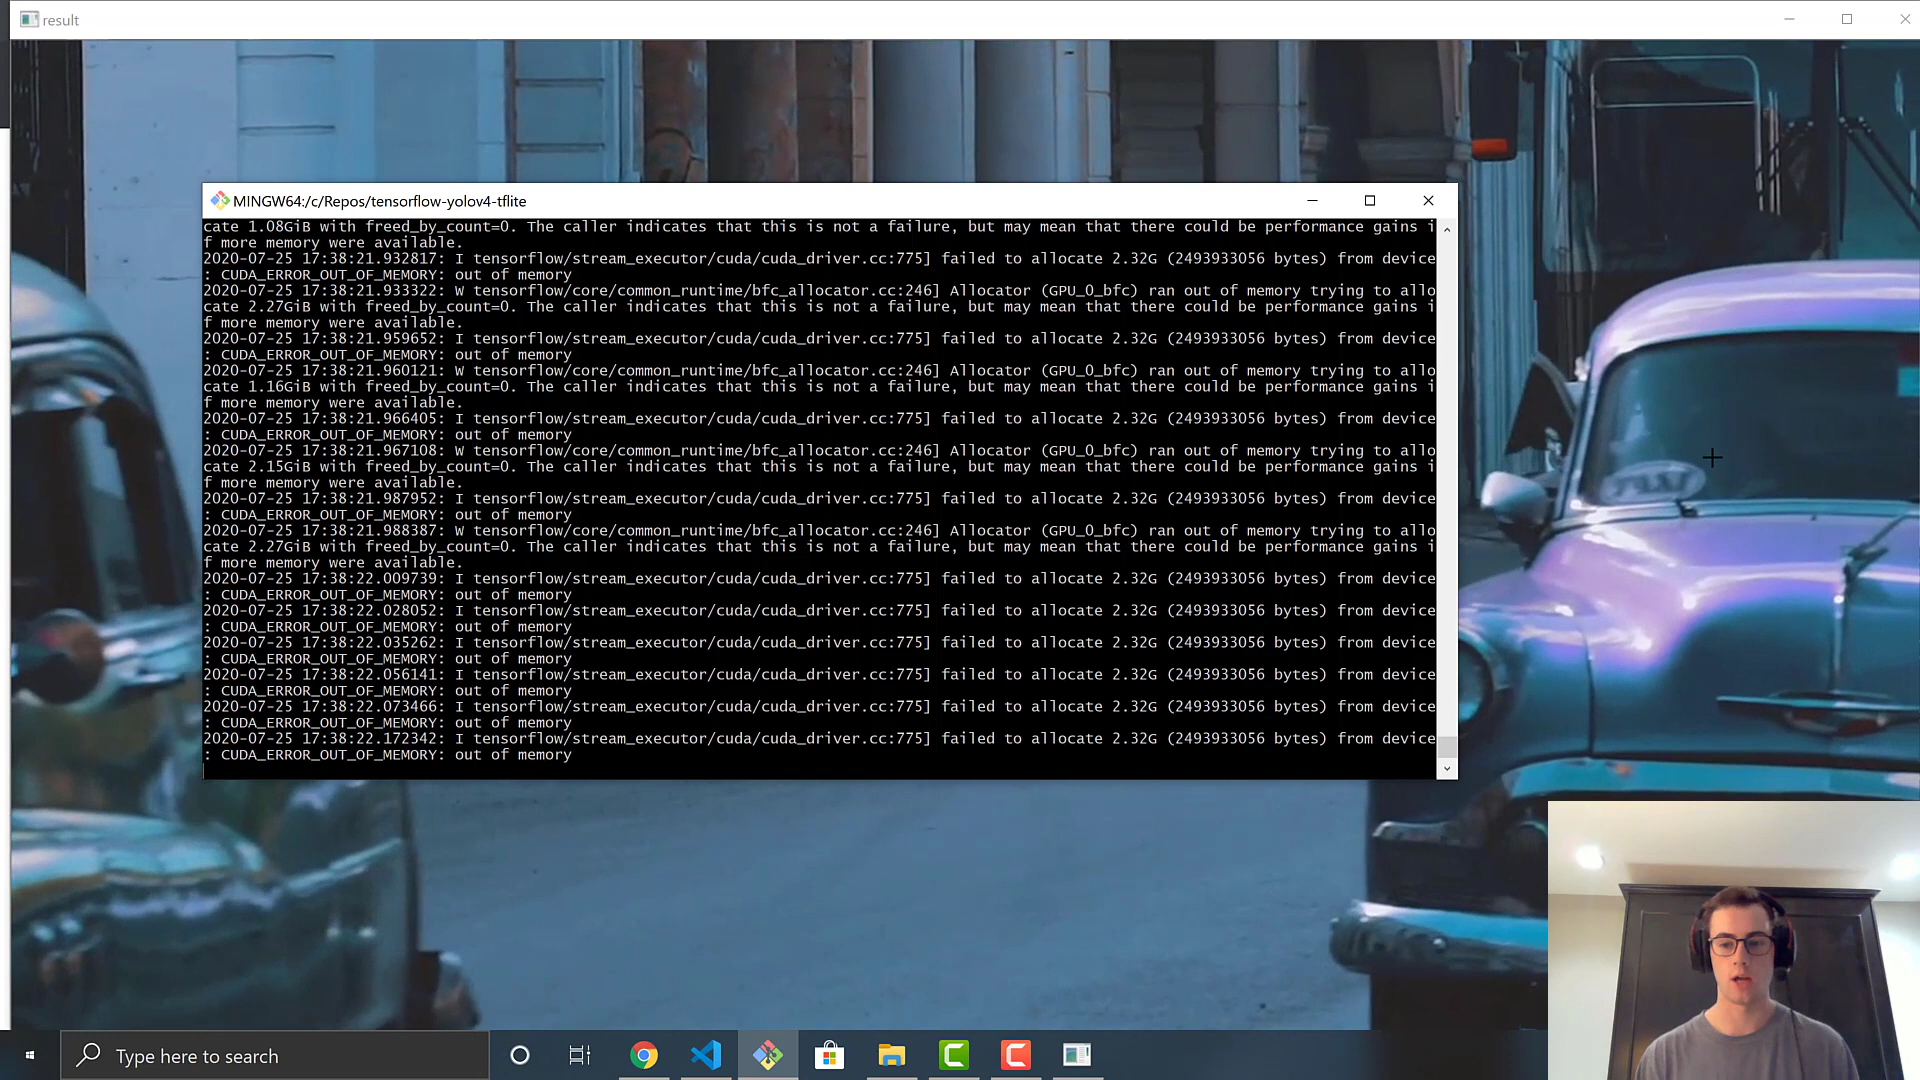 result
MINGW64:/c/Repos/tensorflow-yolov4-tflite
cate 1.08GiB with freed_by_count=0. The caller indicates that this is not a failure, but may mean that there could be performance gains i
f more memory were available.
2020-07-25 17:38:21.932817: I tensorflow/stream_executor/cuda/cuda_driver.cc:775] failed to allocate 2.32G (2493933056 bytes) from device
: CUDA_ERROR_OUT_OF_MEMORY: out of memory
2020-07-25 17:38:21.933322: W tensorflow/core/common_runtime/bfc_allocator.cc:246] Allocator (GPU_0_bfc) ran out of memory trying to allo
cate 2.27GiB with freed_by_count=0. The caller indicates that this is not a failure, but may mean that there could be performance gains i
f more memory were available.
2020-07-25 17:38:21.959652: I tensorflow/stream_executor/cuda/cuda_driver.cc:775] failed to allocate 2.32G (2493933056 bytes) from device
: CUDA_ERROR_OUT_OF_MEMORY: out of memory
2020-07-25 17:38:21.960121: W tensorflow/core/common_runtime/bfc_allocator.cc:246] Allocator (GPU_0_bfc) ran out of memory trying to allo
cate 1.16GiB with freed_by_count=0. The caller indicates that this is not a failure, but may mean that there could be performance gains i
f more memory were available.
2020-07-25 17:38:21.966405: I tensorflow/stream_executor/cuda/cuda_driver.cc:775] failed to allocate 2.32G (2493933056 bytes) from device
: CUDA_ERROR_OUT_OF_MEMORY: out of memory
2020-07-25 17:38:21.967108: W tensorflow/core/common_runtime/bfc_allocator.cc:246] Allocator (GPU_0_bfc) ran out of memory trying to allo
cate 2.15GiB with freed_by_count=0. The caller indicates that this is not a failure, but may mean that there could be performance gains i
f more memory were available.
2020-07-25 17:38:21.987952: I tensorflow/stream_executor/cuda/cuda_driver.cc:775] failed to allocate 2.32G (2493933056 bytes) from device
: CUDA_ERROR_OUT_OF_MEMORY: out of memory
2020-07-25 17:38:21.988387: W tensorflow/core/common_runtime/bfc_allocator.cc:246] Allocator (GPU_0_bfc) ran out of memory trying to allo
cate 2.27GiB with freed_by_count=0. The caller indicates that this is not a failure, but may mean that there could be performance gains i
f more memory were available.
2020-07-25 17:38:22.009739: I tensorflow/stream_executor/cuda/cuda_driver.cc:775] failed to allocate 2.32G (2493933056 bytes) from device
: CUDA_ERROR_OUT_OF_MEMORY: out of memory
2020-07-25 17:38:22.028052: I tensorflow/stream_executor/cuda/cuda_driver.cc:775] failed to allocate 2.32G (2493933056 bytes) from device
: CUDA_ERROR_OUT_OF_MEMORY: out of memory
2020-07-25 17:38:22.035262: I tensorflow/stream_executor/cuda/cuda_driver.cc:775] failed to allocate 2.32G (2493933056 bytes) from device
: CUDA_ERROR_OUT_OF_MEMORY: out of memory
2020-07-25 17:38:22.056141: I tensorflow/stream_executor/cuda/cuda_driver.cc:775] failed to allocate 2.32G (2493933056 bytes) from device
: CUDA_ERROR_OUT_OF_MEMORY: out of memory
2020-07-25 17:38:22.073466: I tensorflow/stream_executor/cuda/cuda_driver.cc:775] failed to allocate 2.32G (2493933056 bytes) from device
: CUDA_ERROR_OUT_OF_MEMORY: out of memory
2020-07-25 17:38:22.172342: I tensorflow/stream_executor/cuda/cuda_driver.cc:775] failed to allocate 2.32G (2493933056 bytes) from device
: CUDA_ERROR_OUT_OF_MEMORY: out of memory
Type here to search